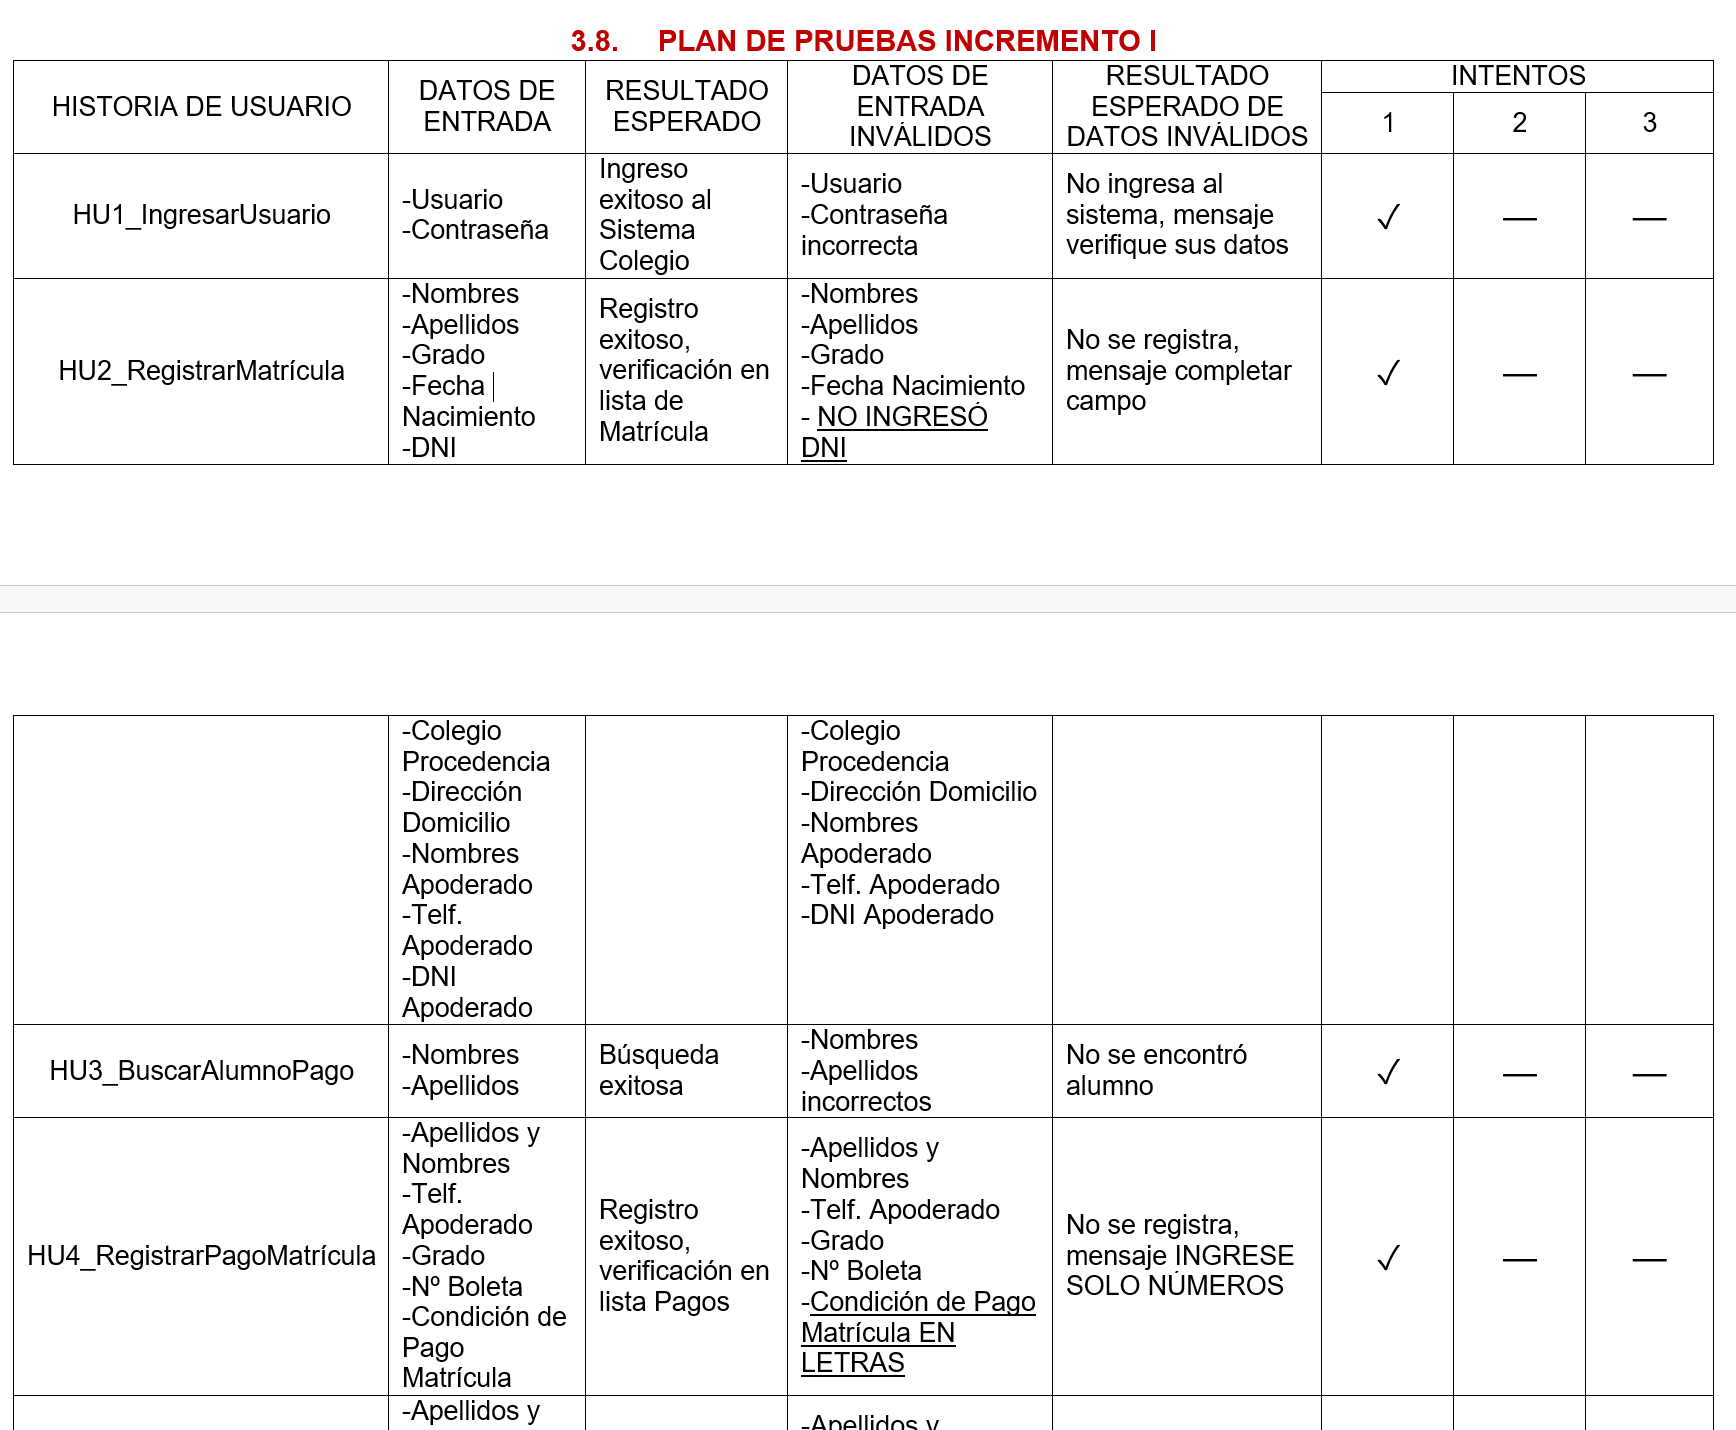 3.8. PLAN DE PRUEBAS INCREMENTO I
HISTORIA DE USUARIO
DATOS DE
ENTRADA
RESULTADO
ESPERADO
DATOS DE
ENTRADA
INVÁLIDOS
RESULTADO
ESPERADO DE
DATOS INVÁLIDOS
INTENTOS
1
2
3
HU1_IngresarUsuario
-Usuario
-Contraseña
Ingreso
exitoso al
Sistema
Colegio
-Usuario
-Contraseña
incorrecta
No ingresa al
sistema, mensaje
verifique sus datos
✓
—
—
HU2_RegistrarMatrícula
-Nombres
-Apellidos
-Grado
-Fecha
Nacimiento
-DNI
Registro
exitoso,
verificación en
lista de
Matrícula
-Nombres
-Apellidos
-Grado
-Fecha Nacimiento
- NO INGRESÓ
DNI
No se registra,
mensaje completar
campo
✓
—
—
-Colegio
Procedencia
-Dirección
Domicilio
-Nombres
Apoderado
-Telf.
Apoderado
-DNI
Apoderado
-Colegio
Procedencia
-Dirección Domicilio
-Nombres
Apoderado
-Telf. Apoderado
-DNI Apoderado
HU3_BuscarAlumnoPago
-Nombres
-Apellidos
Búsqueda
exitosa
-Nombres
-Apellidos
incorrectos
No se encontró
alumno
✓
—
—
HU4_RegistrarPagoMatrícula
-Apellidos y
Nombres
-Telf.
Apoderado
-Grado
-Nº Boleta
-Condición de
Pago
Matrícula
Registro
exitoso,
verificación en
lista Pagos
-Apellidos y
Nombres
-Telf. Apoderado
-Grado
-Nº Boleta
-Condición de Pago
Matrícula EN
LETRAS
No se registra,
mensaje INGRESE
SOLO NÚMEROS
✓
—
—
-Apellidos y
-Apellidos y